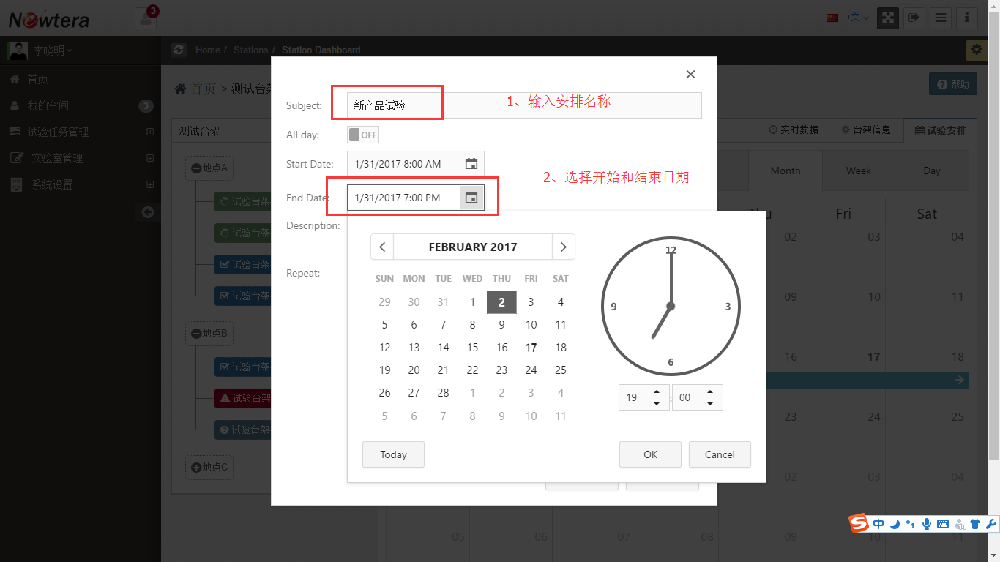 Newtera
3
中文
李晓明
Home / Stations / Station Dashboard
首页
我的空间 3
试验任务管理
实验室管理
系统设置
首页 > 测试台架
帮助
测试台架
实时数据
台架信息
试验安排
地点A
试验台架
试验台架
试验台架
试验台架
地点B
试验台架
试验台架
试验台架
地点C
Subject: 新产品试验
1、输入安排名称
All day: OFF
Start Date: 1/31/2017 8:00 AM
2、选择开始和结束日期
End Date: 1/31/2017 7:00 PM
Description:
Repeat:
FEBRUARY 2017
SUN MON TUE WED THU FRI SAT
29 30 31 1 2 3 4
5 6 7 8 9 10 11
12 13 14 15 16 17 18
19 20 21 22 23 24 25
26 27 28 1 2 3 4
5 6 7 8 9 10 11
12
9 3
6
19 : 00
Today
OK
Cancel
Month Week Day
Thu Fri Sat
02 03 04
09 10 11
16 17 18
23 24 25
02 03 04
05 06 07 08 09 10 11
中